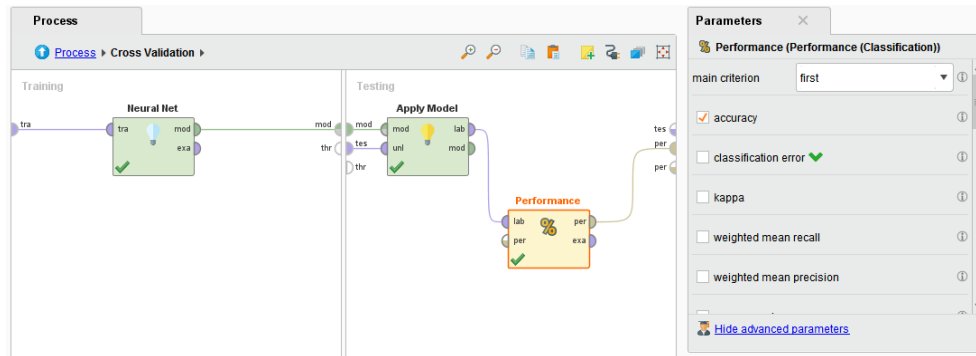 Process
Process ▸ Cross Validation ▸
Training
Neural Net
tra
tra
mod
exa
mod
thr
Testing
Apply Model
mod
tes
thr
mod
unl
lab
mod
Performance
lab
per
per
exa
tes
per
per
Parameters
% Performance (Performance (Classification))
main criterion
first
accuracy
classification error
kappa
weighted mean recall
weighted mean precision
Hide advanced parameters